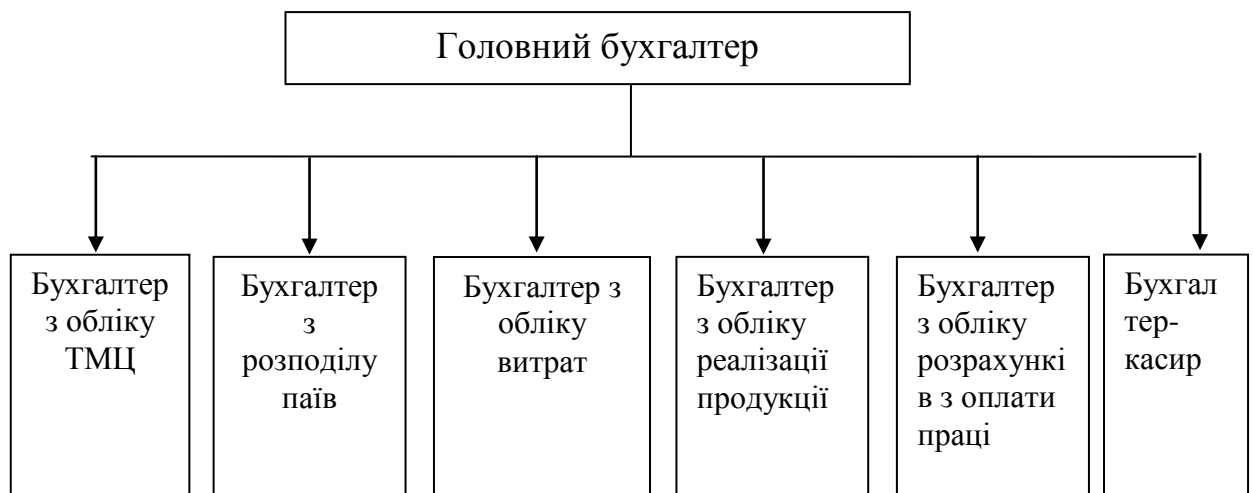 Головний бухгалтер
Бухгалтер
з обліку
ТМЦ
Бухгалтер
з
розподілу
паїв
Бухгалтер з
обліку
витрат
Бухгалтер
з обліку
реалізації
продукції
Бухгалтер
з обліку
розрахункі
в з оплати
праці
Бухгал
тер-
касир